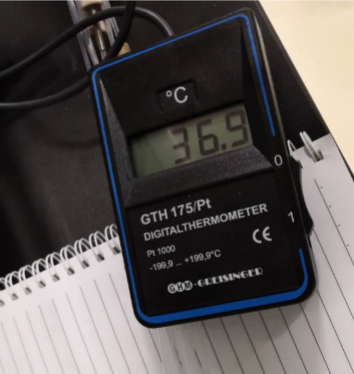 °C
36.9
0
GTH 175/Pt
DIGITALTHERMOMETER
1
Pt 1000
-199,9 ... +199,9°C
CE
GHM-GREISINGER